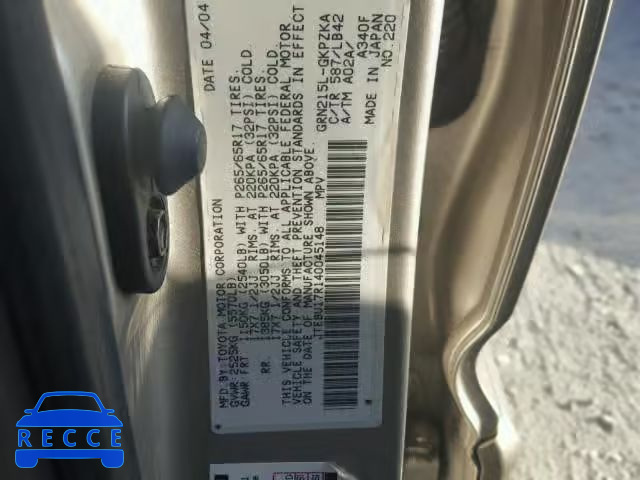 MFD BY: TOYOTA MOTOR CORPORATION DATE 04/04
GVWR: 2525KG (5570LB)
GAWR FRT 1150KG (2540LB) WITH P265/65R17 TIRES,
17X7 1/2JJ RIMS, AT 220KPA (32PSI) COLD.
RR. 1385KG (3050LB) WITH P265/65R17 TIRES,
17X7 1/2JJ RIMS, AT 220KPA (32PSI) COLD.
THIS VEHICLE CONFORMS TO ALL APPLICABLE FEDERAL MOTOR
VEHICLE SAFETY AND THEFT PREVENTION STANDARDS IN EFFECT
ON THE DATE OF MANUFACTURE SHOWN ABOVE.
JTEBU17R140045148 MPV GRN215L-GKPZKA
C/TR 587/LB42
A/TM A02A/ A340F
MADE IN JAPAN
NO.220
RECCE